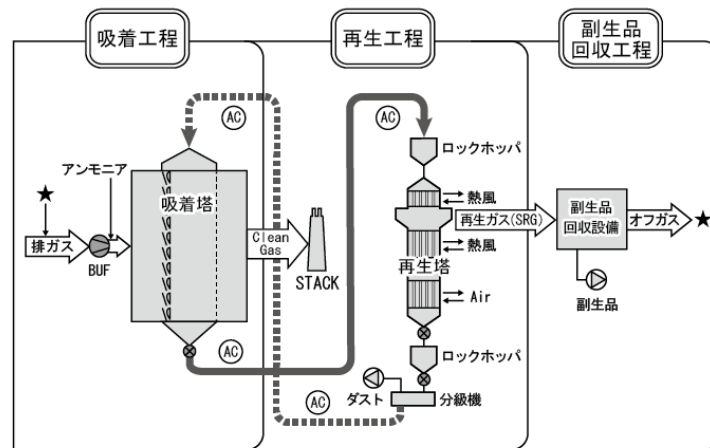 吸着工程
再生工程
副生品
回収工程
AC
AC
ロックホッパ
アンモニア
★
吸着塔
熱風
排ガス
BUF
Clean
Gas
STACK
再生ガス(SRG)
副生品
回収設備
オフガス
★
熱風
再生塔
Air
副生品
AC
ロックホッパ
AC
ダスト
分級機